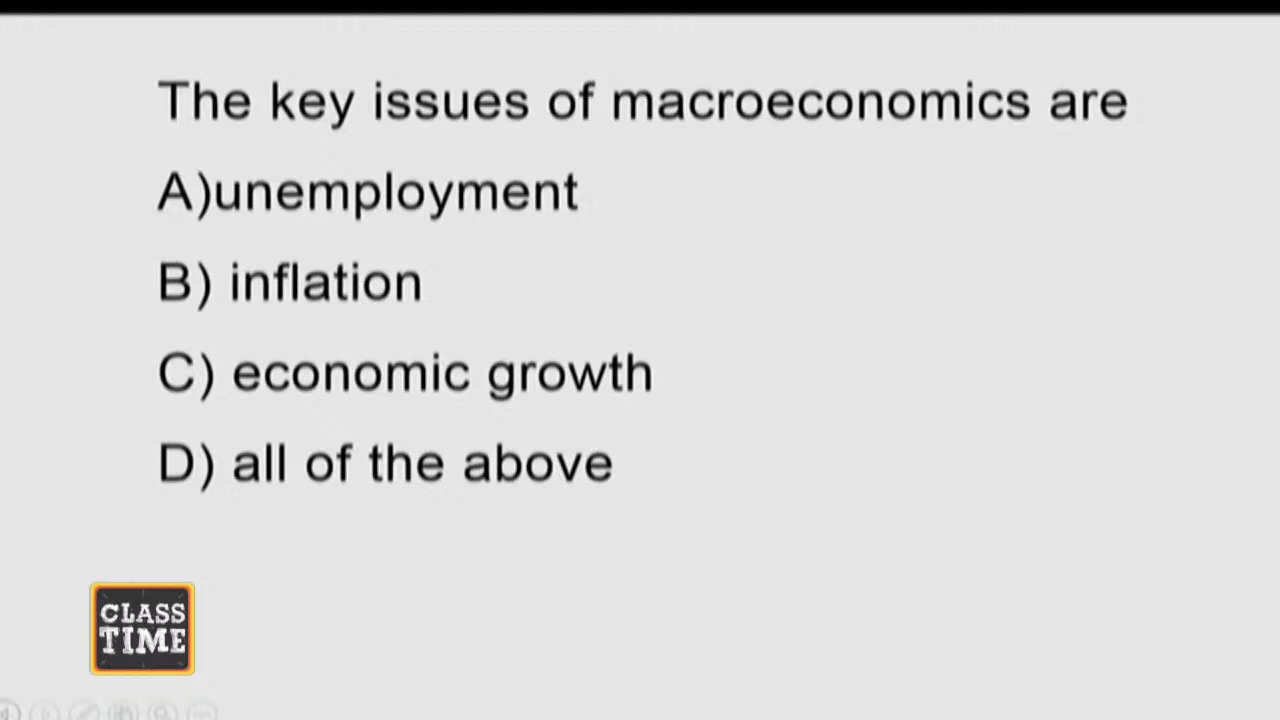 The key issues of macroeconomics are
A)unemployment
B) inflation
C) economic growth
D) all of the above
CLASS
TIME